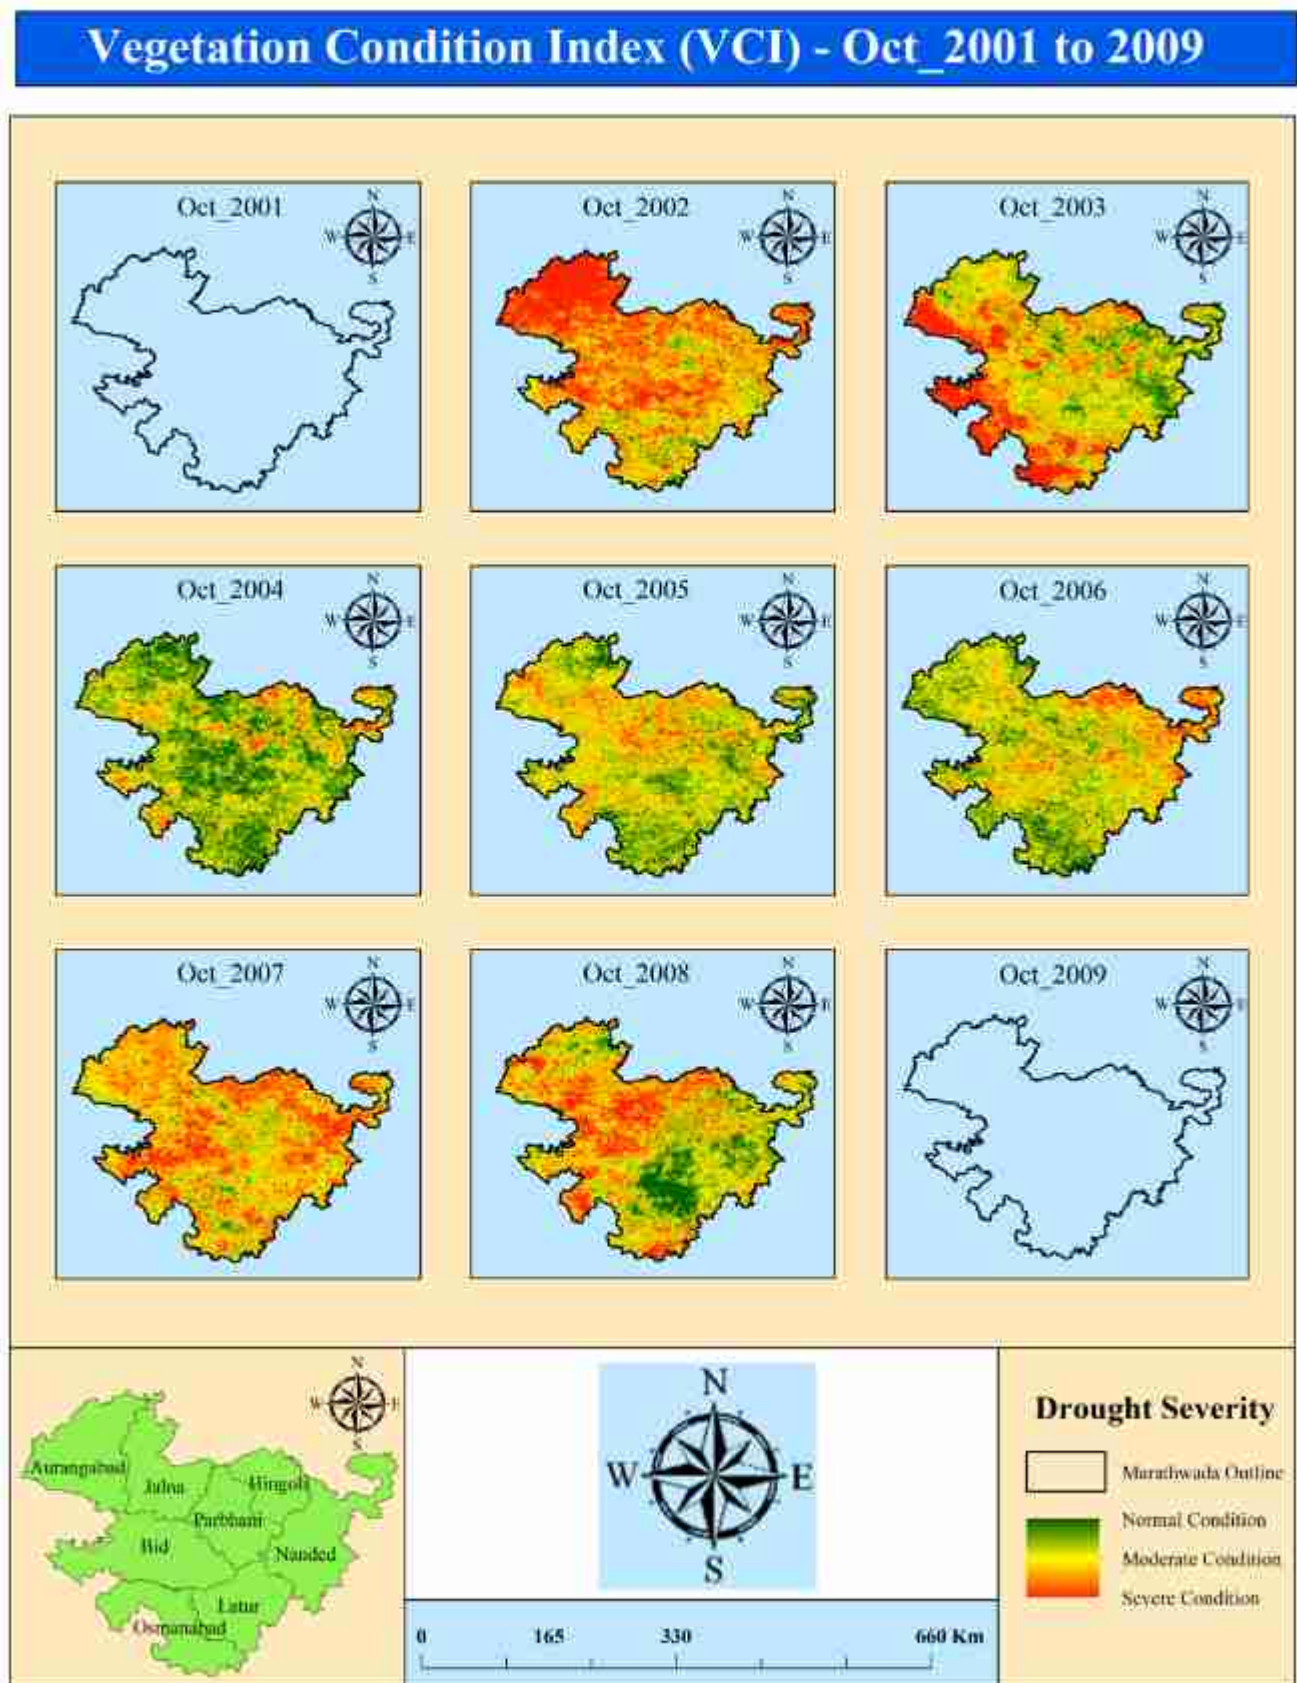 Vegetation Condition Index (VCI) - Oct_2001 to 2009
Oct_2001
N
W E
S
Oct_2002
N
W E
S
Oct_2003
N
W E
S
Oct_2004
N
W E
S
Oct_2005
N
W E
S
Oct_2006
N
W E
S
Oct_2007
N
W E
S
Oct_2008
N
W E
S
Oct_2009
N
W E
S
N
W E
S
Aurangabad
Jalna
Hingoli
Parbhani
Bid
Nanded
Latur
Osmanabad
N
W E
S
0 165 330 660 Km
Drought Severity
Marathwada Outline
Normal Condition
Moderate Condition
Severe Condition